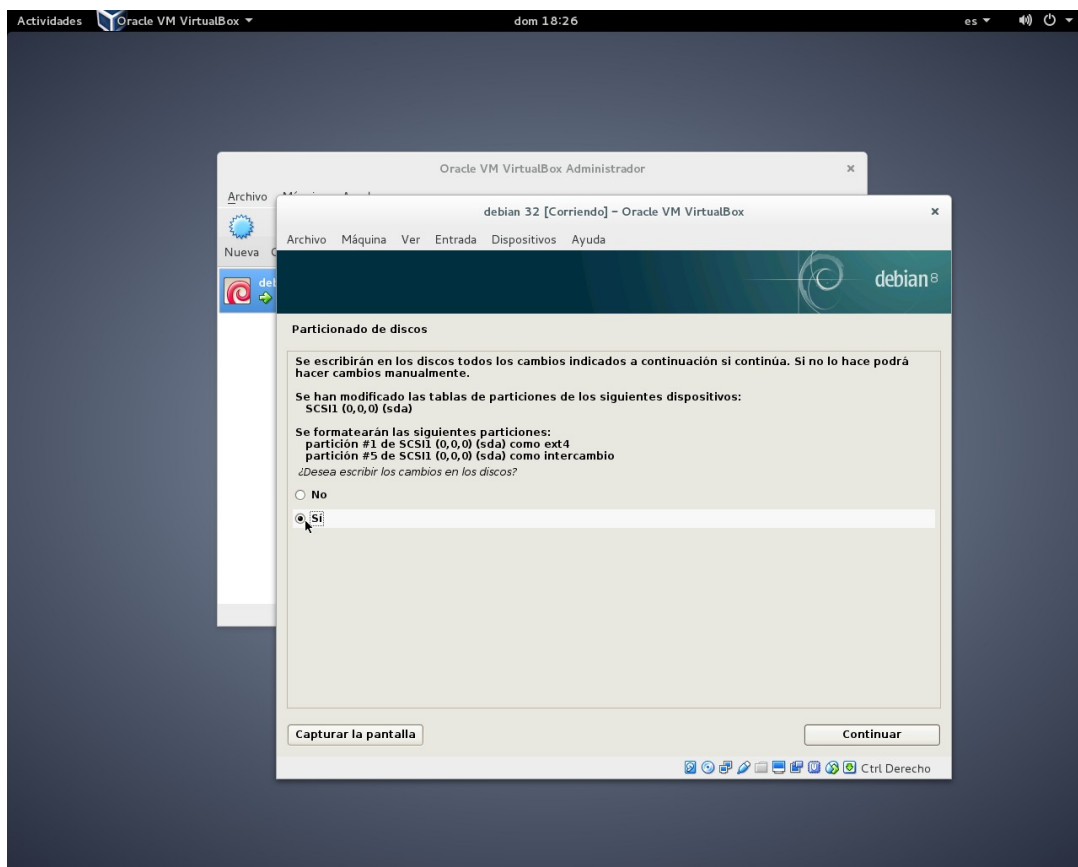 Actividades Oracle VM VirtualBox dom 18:26 es
Oracle VM VirtualBox Administrador
Archivo
Nueva
debian 32 [Corriendo] – Oracle VM VirtualBox
Archivo Máquina Ver Entrada Dispositivos Ayuda
debian 8
Particionado de discos
Se escribirán en los discos todos los cambios indicados a continuación si continúa. Si no lo hace podrá
hacer cambios manualmente.
Se han modificado las tablas de particiones de los siguientes dispositivos:
SCSI1 (0,0,0) (sda)
Se formatearán las siguientes particiones:
partición #1 de SCSI1 (0,0,0) (sda) como ext4
partición #5 de SCSI1 (0,0,0) (sda) como intercambio
¿Desea escribir los cambios en los discos?
No
Sí
Capturar la pantalla Continuar
Ctrl Derecho